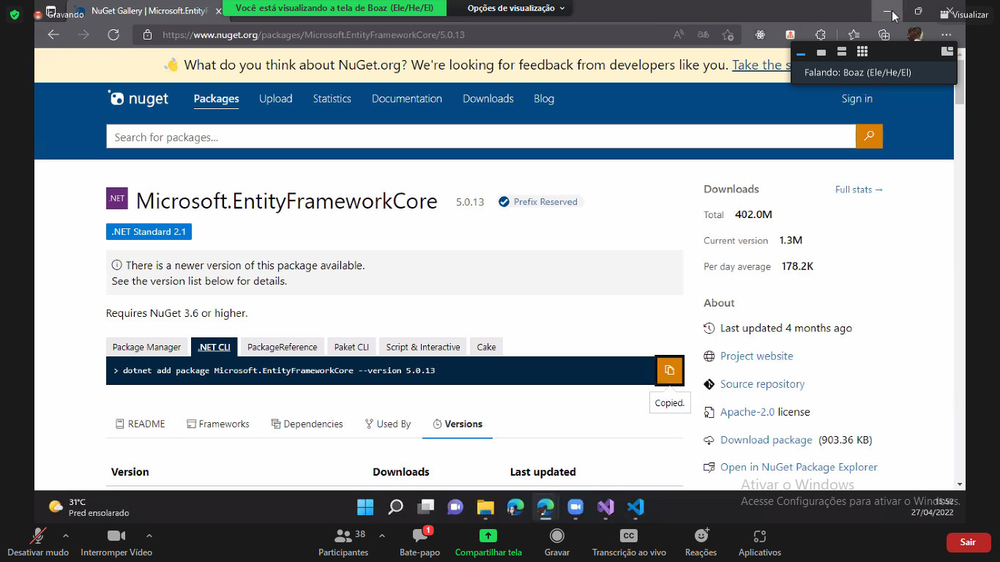 Gravando
NuGet Gallery | Microsoft.EntityF
Você está visualizando a tela de Boaz (Ele/He/El)
Opções de visualização
Visualizar
https://www.nuget.org/packages/Microsoft.EntityFrameworkCore/5.0.13
What do you think about NuGet.org? We're looking for feedback from developers like you. Take the s
Falando: Boaz (Ele/He/El)
nuget
Packages
Upload
Statistics
Documentation
Downloads
Blog
Sign in
Search for packages...
.NET
Microsoft.EntityFrameworkCore
5.0.13
Prefix Reserved
.NET Standard 2.1
There is a newer version of this package available.
See the version list below for details.
Requires NuGet 3.6 or higher.
Package Manager
.NET CLI
PackageReference
Paket CLI
Script & Interactive
Cake
> dotnet add package Microsoft.EntityFrameworkCore --version 5.0.13
Copied.
README
Frameworks
Dependencies
Used By
Versions
Version
Downloads
Last updated
Downloads
Full stats →
Total 402.0M
Current version 1.3M
Per day average 178.2K
About
Last updated 4 months ago
Project website
Source repository
Apache-2.0 license
Download package (903.36 KB)
Open in NuGet Package Explorer
Ativar o Windows
Acesse Configurações para ativar o Windows.
31°C
Pred ensolarado
15:52
27/04/2022
Desativar mudo
Interromper Vídeo
38
Participantes
1
Bate-papo
Compartilhar tela
Gravar
CC
Transcrição ao vivo
Reações
Aplicativos
Sair